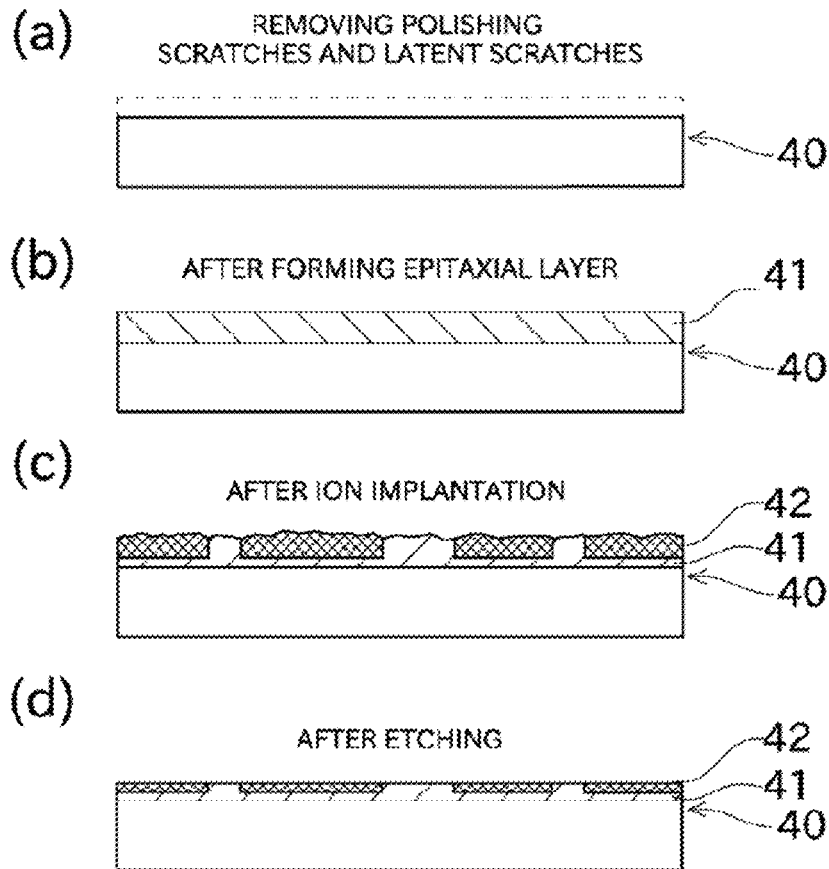 (a)
REMOVING POLISHING
SCRATCHES AND LATENT SCRATCHES
40
(b)
AFTER FORMING EPITAXIAL LAYER
41
40
(c)
AFTER ION IMPLANTATION
42
41
40
(d)
AFTER ETCHING
42
41
40